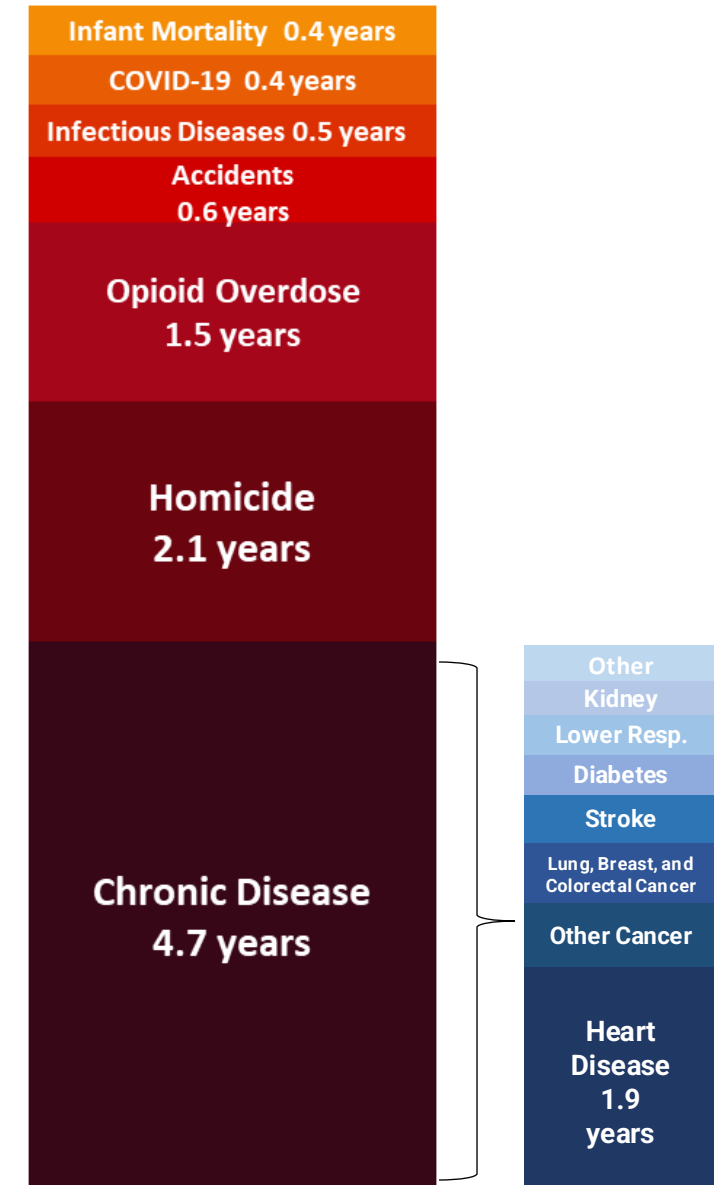 Infant Mortality 0.4 years
COVID-19 0.4 years
Infectious Diseases 0.5 years
Accidents
0.6 years
Opioid Overdose
1.5 years
Homicide
2.1 years
Chronic Disease
4.7 years
Other
Kidney
Lower Resp.
Diabetes
Stroke
Lung, Breast, and
Colorectal Cancer
Other Cancer
Heart
Disease
1.9
years